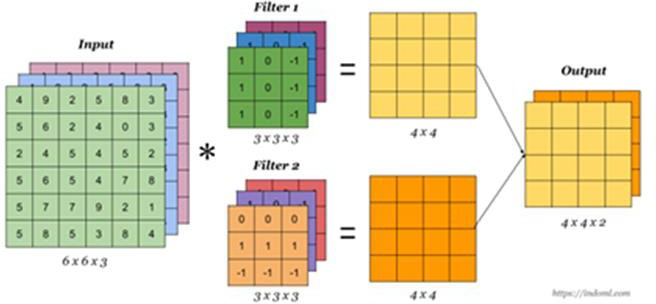 Input
4 9 2 5 8 3
5 6 2 4 0 3
2 4 5 4 5 2
5 6 5 4 7 8
5 7 7 9 2 1
5 8 5 3 8 4
6 x 6 x 3
*
Filter 1
1 0 -1
1 0 -1
1 0 -1
3 x 3 x 3
=
4 x 4
Filter 2
1 0 -1
0 0 0
1 1 1
-1 -1 -1
3 x 3 x 3
=
4 x 4
Output
4 x 4 x 2
https://indoml.com